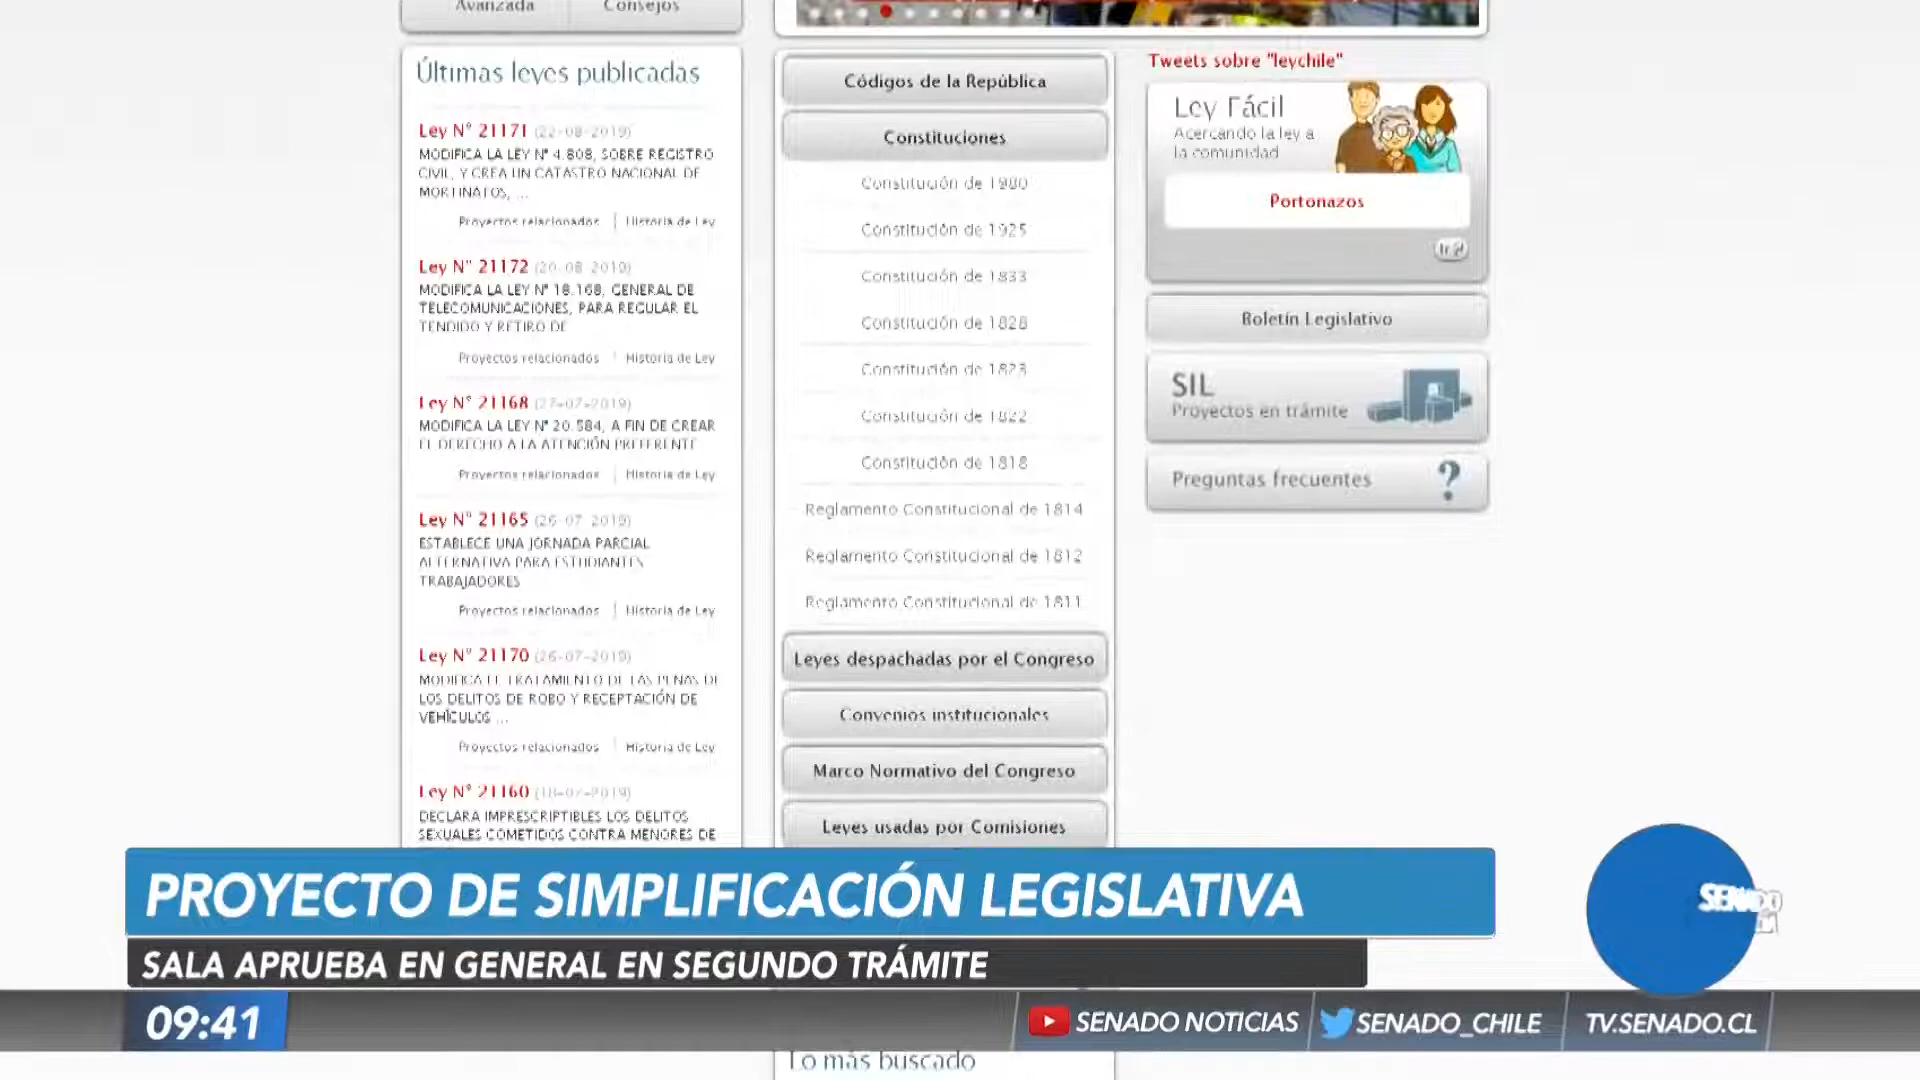 Avanzada
Consejos
Últimas leyes publicadas
Ley N° 21171 (22-08-2019)
MODIFICA LA LEY N° 4.808, SOBRE REGISTRO
CIVIL, Y CREA UN CATASTRO NACIONAL DE
MORTINATOS, ...
Proyectos relacionados | Historia de Ley
Ley N° 21172 (20-08-2019)
MODIFICA LA LEY N° 18.168, GENERAL DE
TELECOMUNICACIONES, PARA REGULAR EL
TENDIDO Y RETIRO DE
Proyectos relacionados | Historia de Ley
Ley N° 21168 (27-07-2019)
MODIFICA LA LEY N° 20.584, A FIN DE CREAR
EL DERECHO A LA ATENCIÓN PREFERENTE
Proyectos relacionados | Historia de Ley
Ley N° 21165 (26-07-2019)
ESTABLECE UNA JORNADA PARCIAL
ALTERNATIVA PARA ESTUDIANTES
TRABAJADORES
Proyectos relacionados | Historia de Ley
Ley N° 21170 (26-07-2019)
MODIFICA EL TRATAMIENTO DE LAS PENAS DE
LOS DELITOS DE ROBO Y RECEPTACIÓN DE
VEHÍCULOS ...
Proyectos relacionados | Historia de Ley
Ley N° 21160 (18-07-2019)
DECLARA IMPRESCRIPTIBLES LOS DELITOS
SEXUALES COMETIDOS CONTRA MENORES DE
Códigos de la República
Constituciones
Constitución de 1980
Constitución de 1925
Constitución de 1833
Constitución de 1828
Constitución de 1823
Constitución de 1822
Constitución de 1818
Reglamento Constitucional de 1814
Reglamento Constitucional de 1812
Reglamento Constitucional de 1811
Leyes despachadas por el Congreso
Convenios institucionales
Marco Normativo del Congreso
Leyes usadas por Comisiones
Lo más buscado
Tweets sobre "leychile"
Ley Fácil
Acercando la ley a
la comunidad
Portonazos
Ir
Boletín Legislativo
SIL
Proyectos en trámite
Preguntas frecuentes ?
PROYECTO DE SIMPLIFICACIÓN LEGISLATIVA
SALA APRUEBA EN GENERAL EN SEGUNDO TRÁMITE
SENADO
09:41
SENADO NOTICIAS
SENADO_CHILE
TV.SENADO.CL